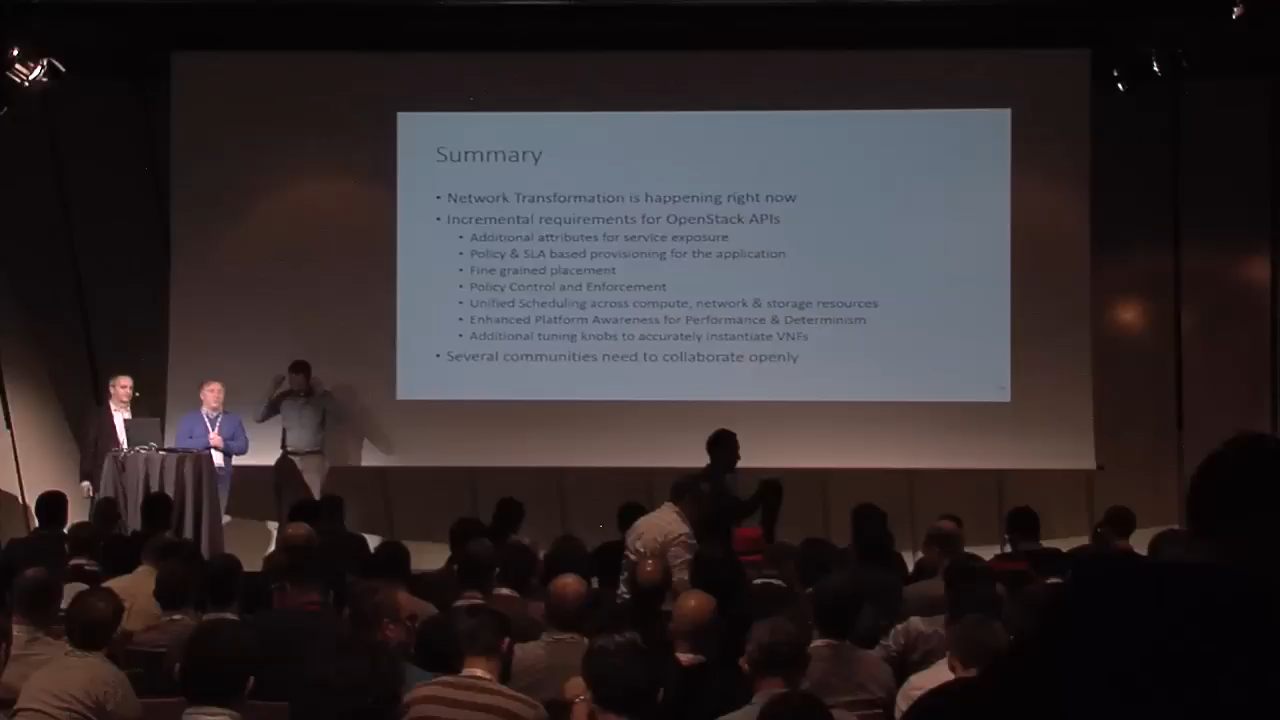 Summary
• Network Transformation is happening right now
• Incremental requirements for OpenStack APIs
• Additional attributes for service exposure
• Policy & SLA based provisioning for the application
• Fine grained placement
• Policy Control and Enforcement
• Unified Scheduling across compute, network & storage resources
• Enhanced Platform Awareness for Performance & Determinism
• Additional tuning knobs to accurately instantiate VNFs
• Several communities need to collaborate openly